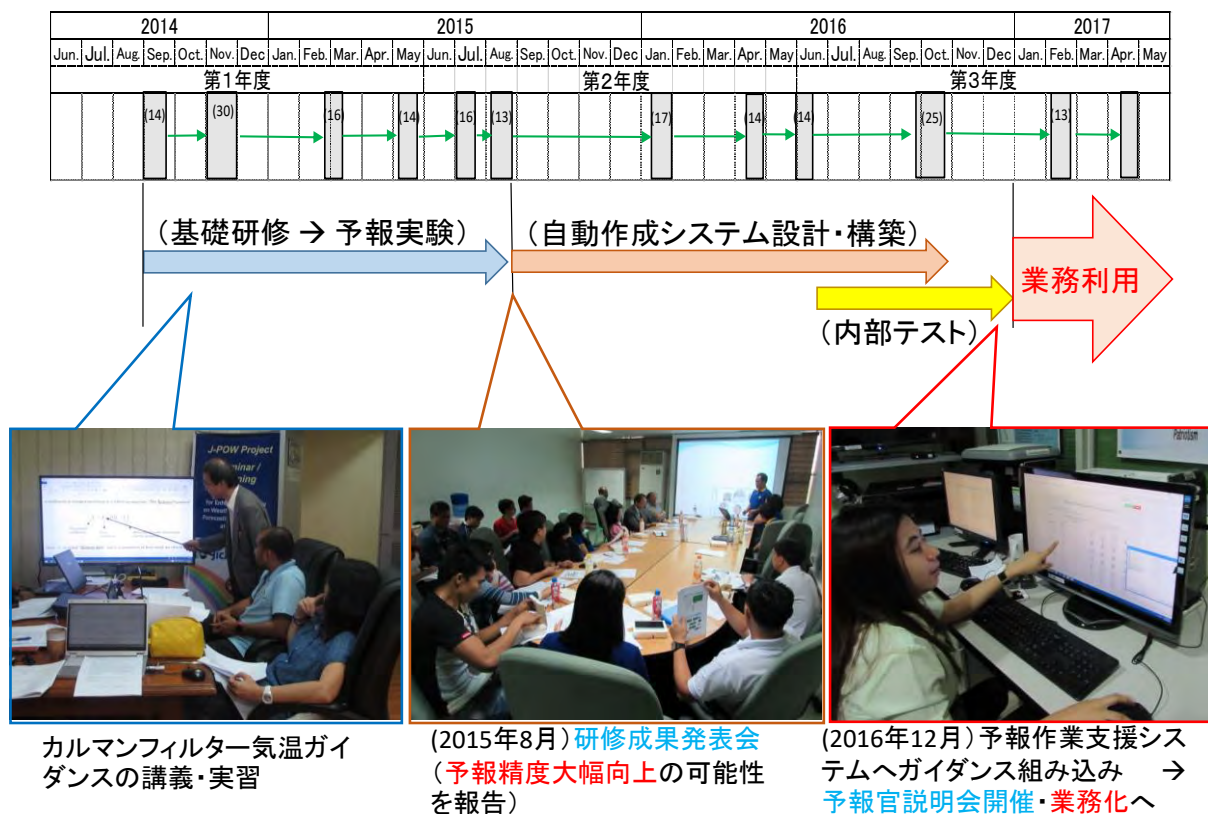 2014 2015 2016 2017
Jun. Jul. Aug. Sep. Oct. Nov. Dec Jan. Feb. Mar. Apr. May Jun. Jul. Aug. Sep. Oct. Nov. Dec Jan. Feb. Mar. Apr. May Jun. Jul. Aug. Sep. Oct. Nov. Dec Jan. Feb. Mar. Apr. May
第1年度 第2年度 第3年度
(14) (30) (16) (14) (16) (13) (17) (14) (14) (25) (13)
（基礎研修 → 予報実験） （自動作成システム設計・構築）
業務利用
（内部テスト）
J-POW Project
Patriotism
カルマンフィルター気温ガイ
ダンスの講義・実習
(2015年8月）研修成果発表会
（予報精度大幅向上の可能性
を報告）
(2016年12月）予報作業支援シス
テムへガイダンス組み込み →
予報官説明会開催・業務化へ